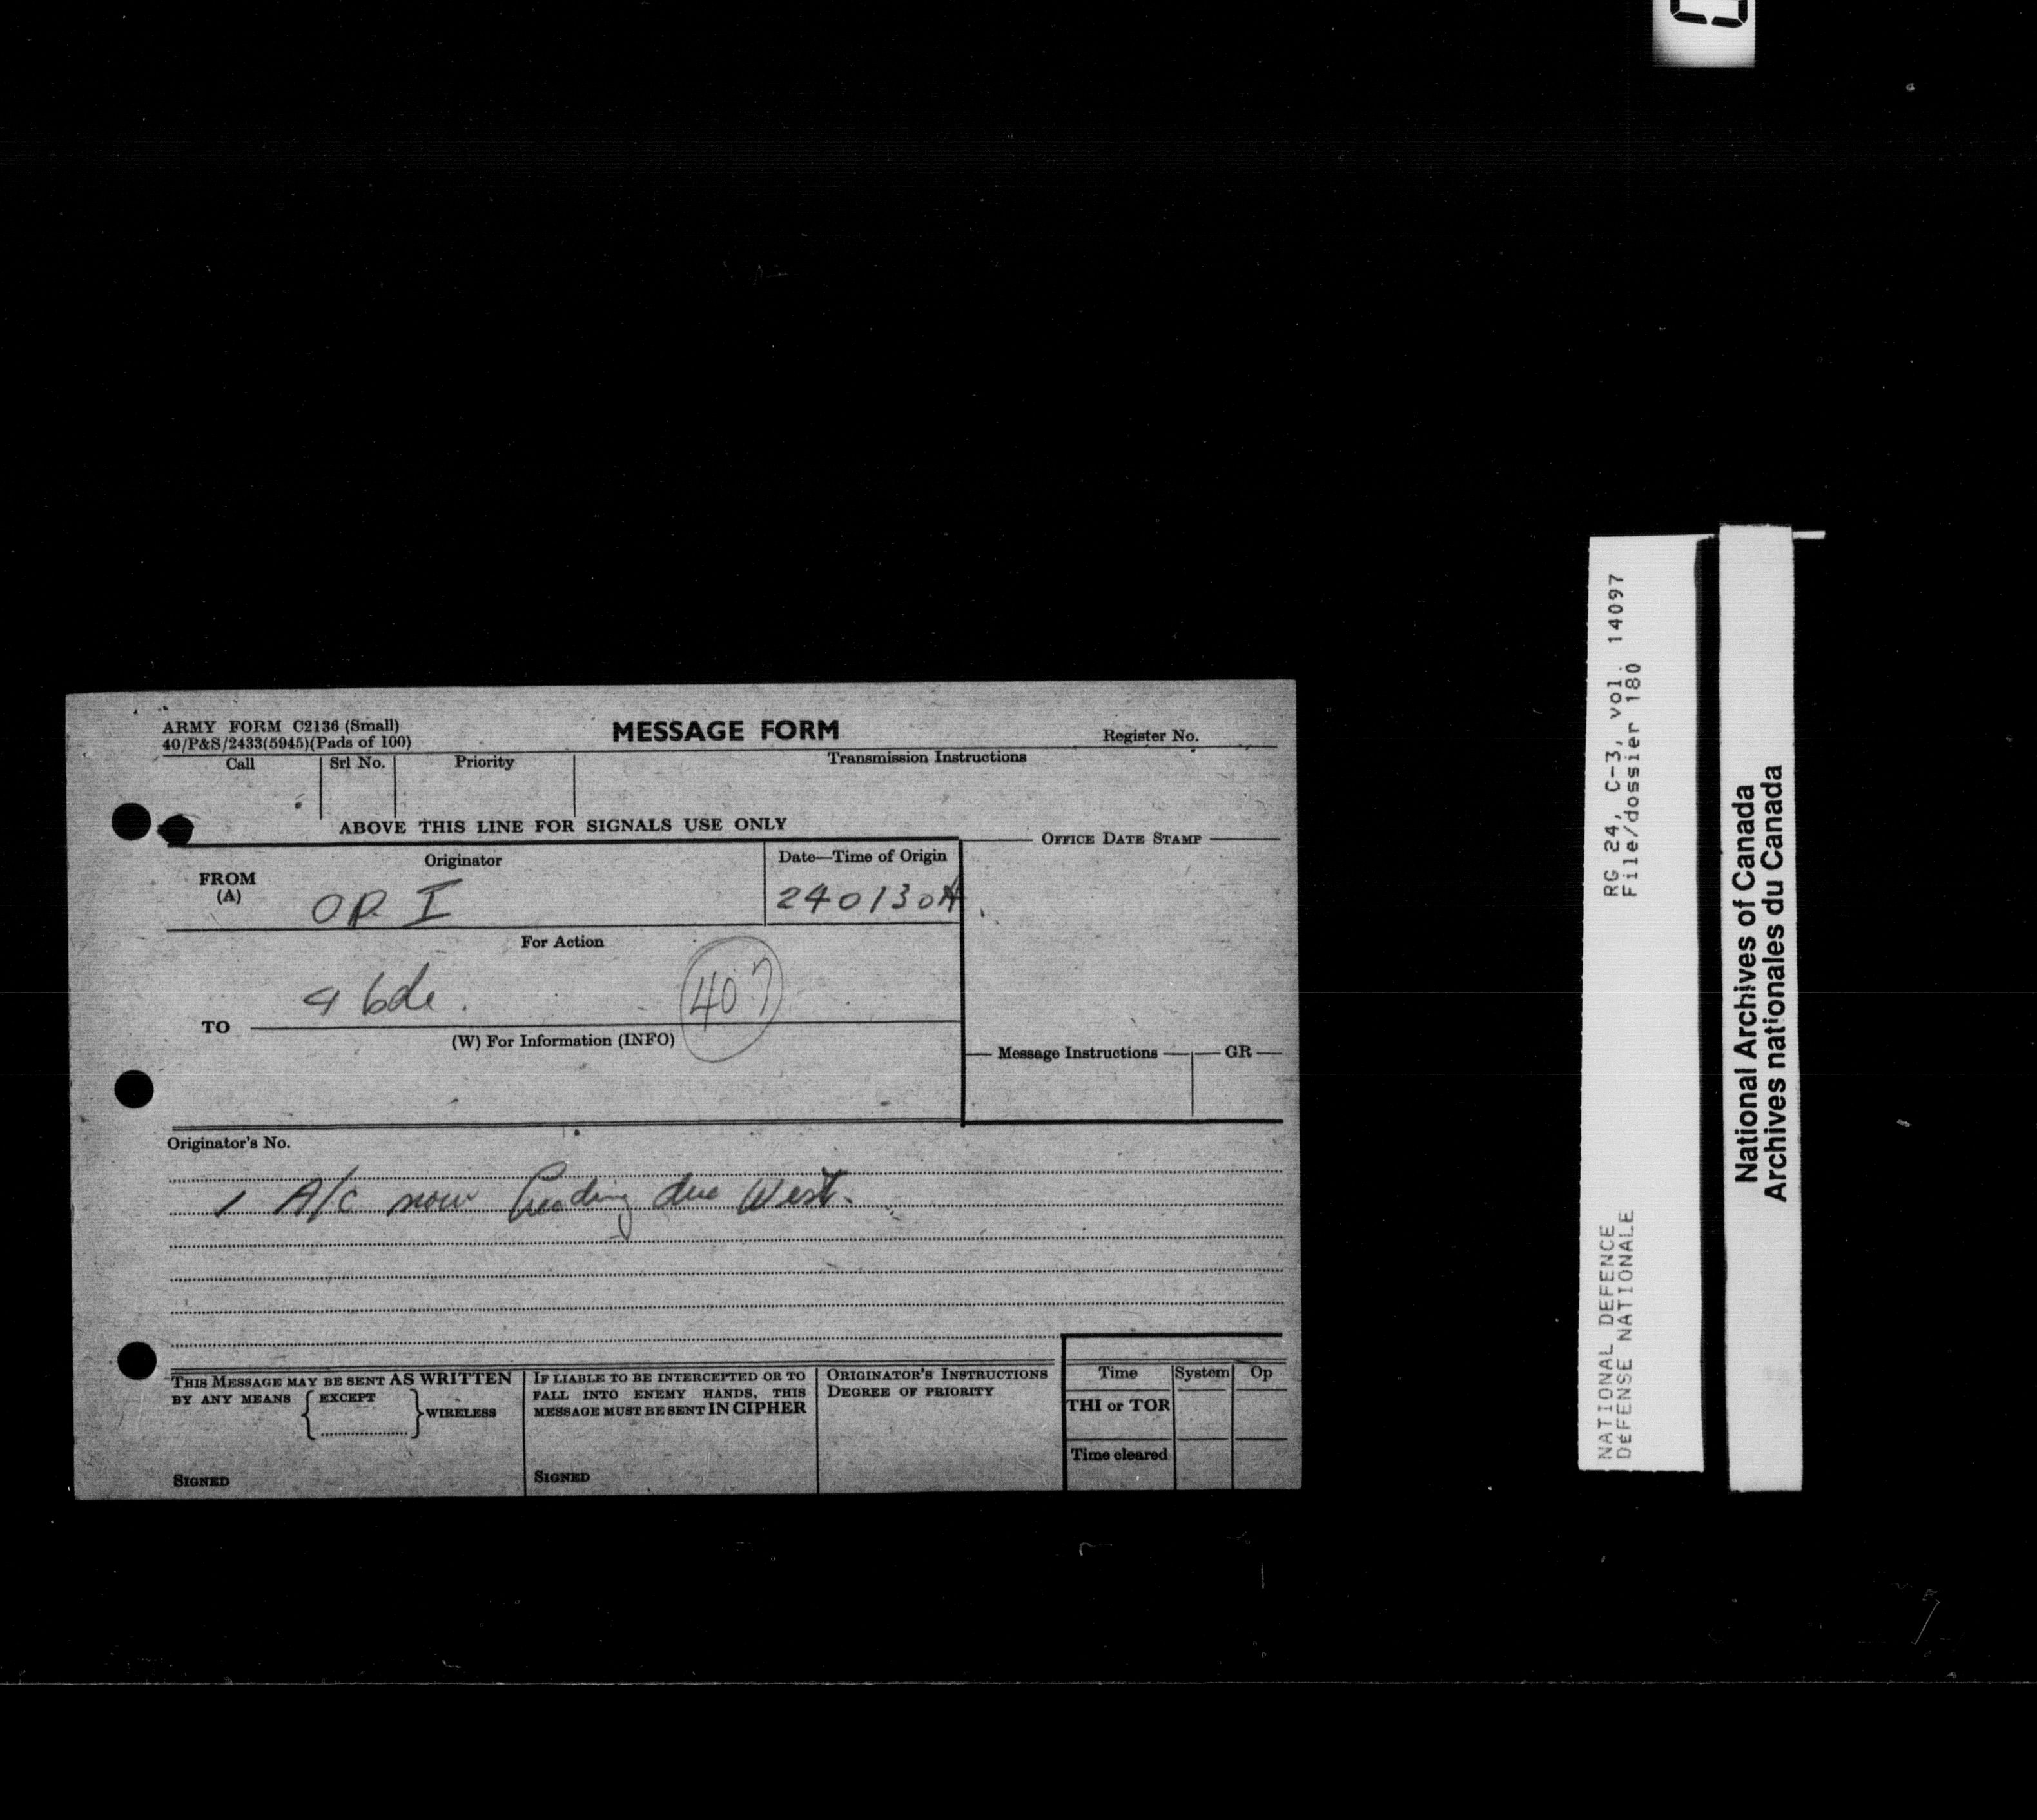 ARMY FORM C2136 (Small)
40/P&S/2433(5945)(Pads of 100)
MESSAGE FORM
Register No.
Call
Srl No.
Priority
Transmission Instructions
ABOVE THIS LINE FOR SIGNALS USE ONLY
OFFICE DATE STAMP
FROM
(A)
Originator
Date—Time of Origin
OP. I
240130A
For Action
4 bde.
407
TO
(W) For Information (INFO)
Message Instructions
GR
Originator's No.
1 A/c now heading due West.
THIS MESSAGE MAY BE SENT AS WRITTEN
BY ANY MEANS { EXCEPT } WIRELESS
SIGNED
IF LIABLE TO BE INTERCEPTED OR TO
FALL INTO ENEMY HANDS, THIS
MESSAGE MUST BE SENT IN CIPHER
SIGNED
ORIGINATOR'S INSTRUCTIONS
DEGREE OF PRIORITY
Time
System
Op
THI or TOR
Time cleared
RG 24, C-3, vol. 14097
File/dossier 180
NATIONAL DEFENCE
DÉFENSE NATIONALE
National Archives of Canada
Archives nationales du Canada